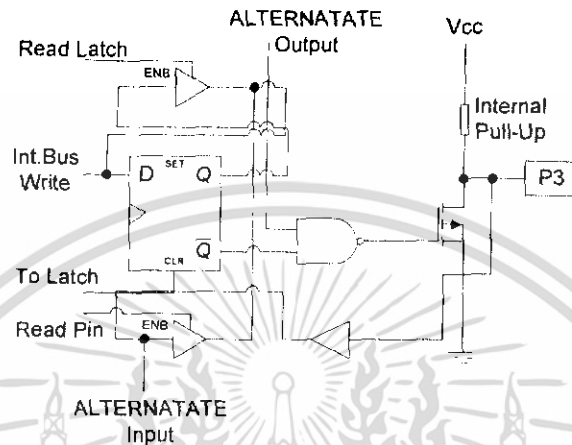 ALTERNATATE
Output
Vcc
Read Latch
ENB
Internal
Pull-Up
Int.Bus
Write
D
SET
Q
P3
Q
CLR
To Latch
Read Pin
ENB
ALTERNATATE
Input